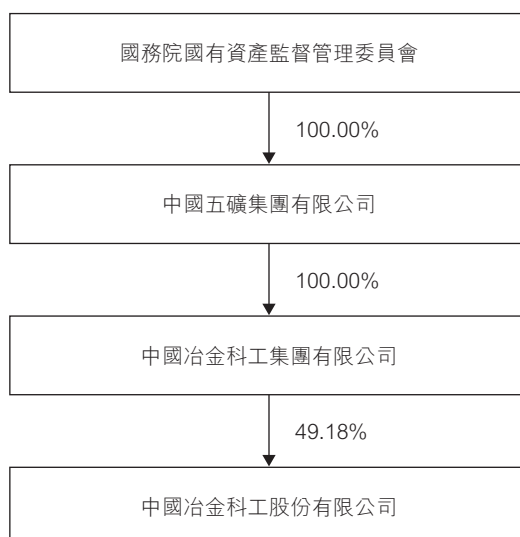 國務院國有資產監督管理委員會
100.00%
中國五礦集團有限公司
100.00%
中國冶金科工集團有限公司
49.18%
中國冶金科工股份有限公司